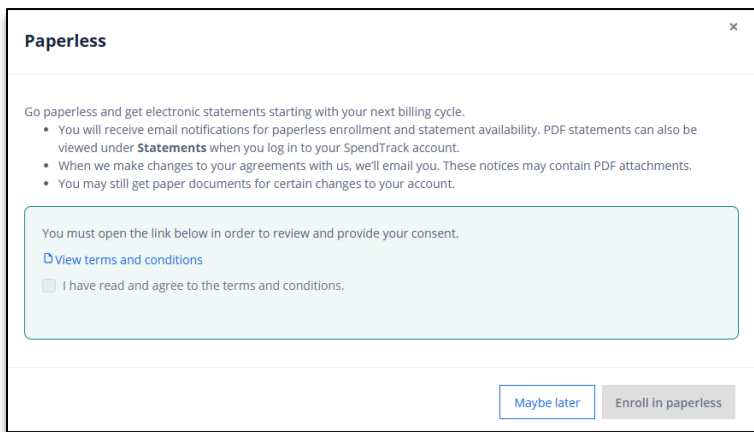 Paperless
×
Go paperless and get electronic statements starting with your next billing cycle.
• You will receive email notifications for paperless enrollment and statement availability. PDF statements can also be
viewed under Statements when you log in to your SpendTrack account.
• When we make changes to your agreements with us, we'll email you. These notices may contain PDF attachments.
• You may still get paper documents for certain changes to your account.
You must open the link below in order to review and provide your consent.
View terms and conditions
I have read and agree to the terms and conditions.
Maybe later
Enroll in paperless